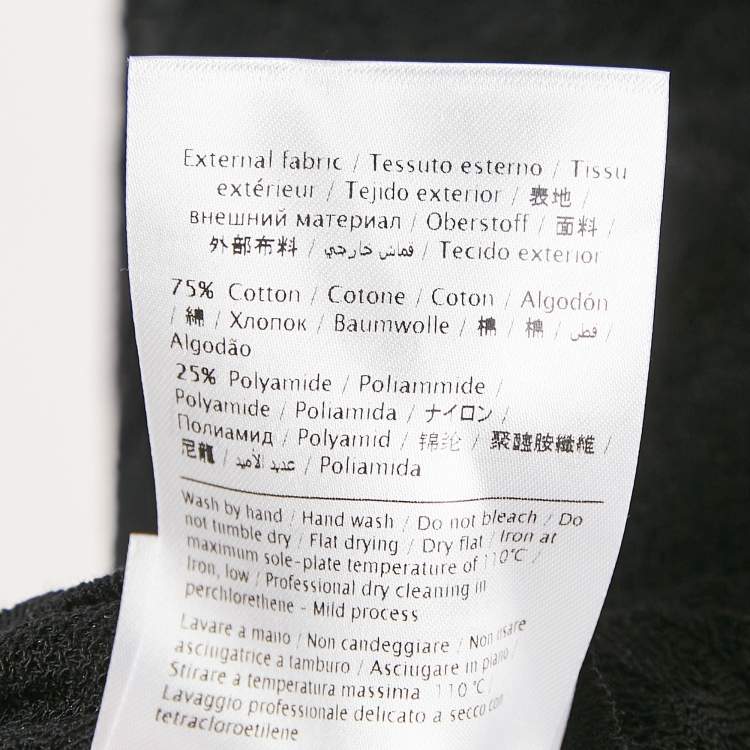 External fabric / Tessuto esterno / Tissu
extérieur / Tejido exterior / 表地 /
внешний материал / Oberstoff / 面料 /
外部布料 / قماش خارجي / Tecido exterior
75% Cotton / Cotone / Coton / Algodón
/ 綿 / Хлопок / Baumwolle / 棉 / 棉 / قطن /
Algodão
25% Polyamide / Poliammide /
Polyamide / Poliamida / ナイロン /
Полиамид / Polyamid / 锦纶 / 聚醯胺纖維 /
尼龍 / عديد الأميد / Poliamida
Wash by hand / Hand wash / Do not bleach / Do
not tumble dry / Flat drying / Dry flat / Iron at
maximum sole-plate temperature of 110°C /
Iron, low / Professional dry cleaning in
perchlorethene - Mild process
Lavare a mano / Non candeggiare / Non usare
asciugatrice a tamburo / Asciugare in piano /
Stirare a temperatura massima 110°C /
Lavaggio professionale delicato a secco con
tetracloroetilene